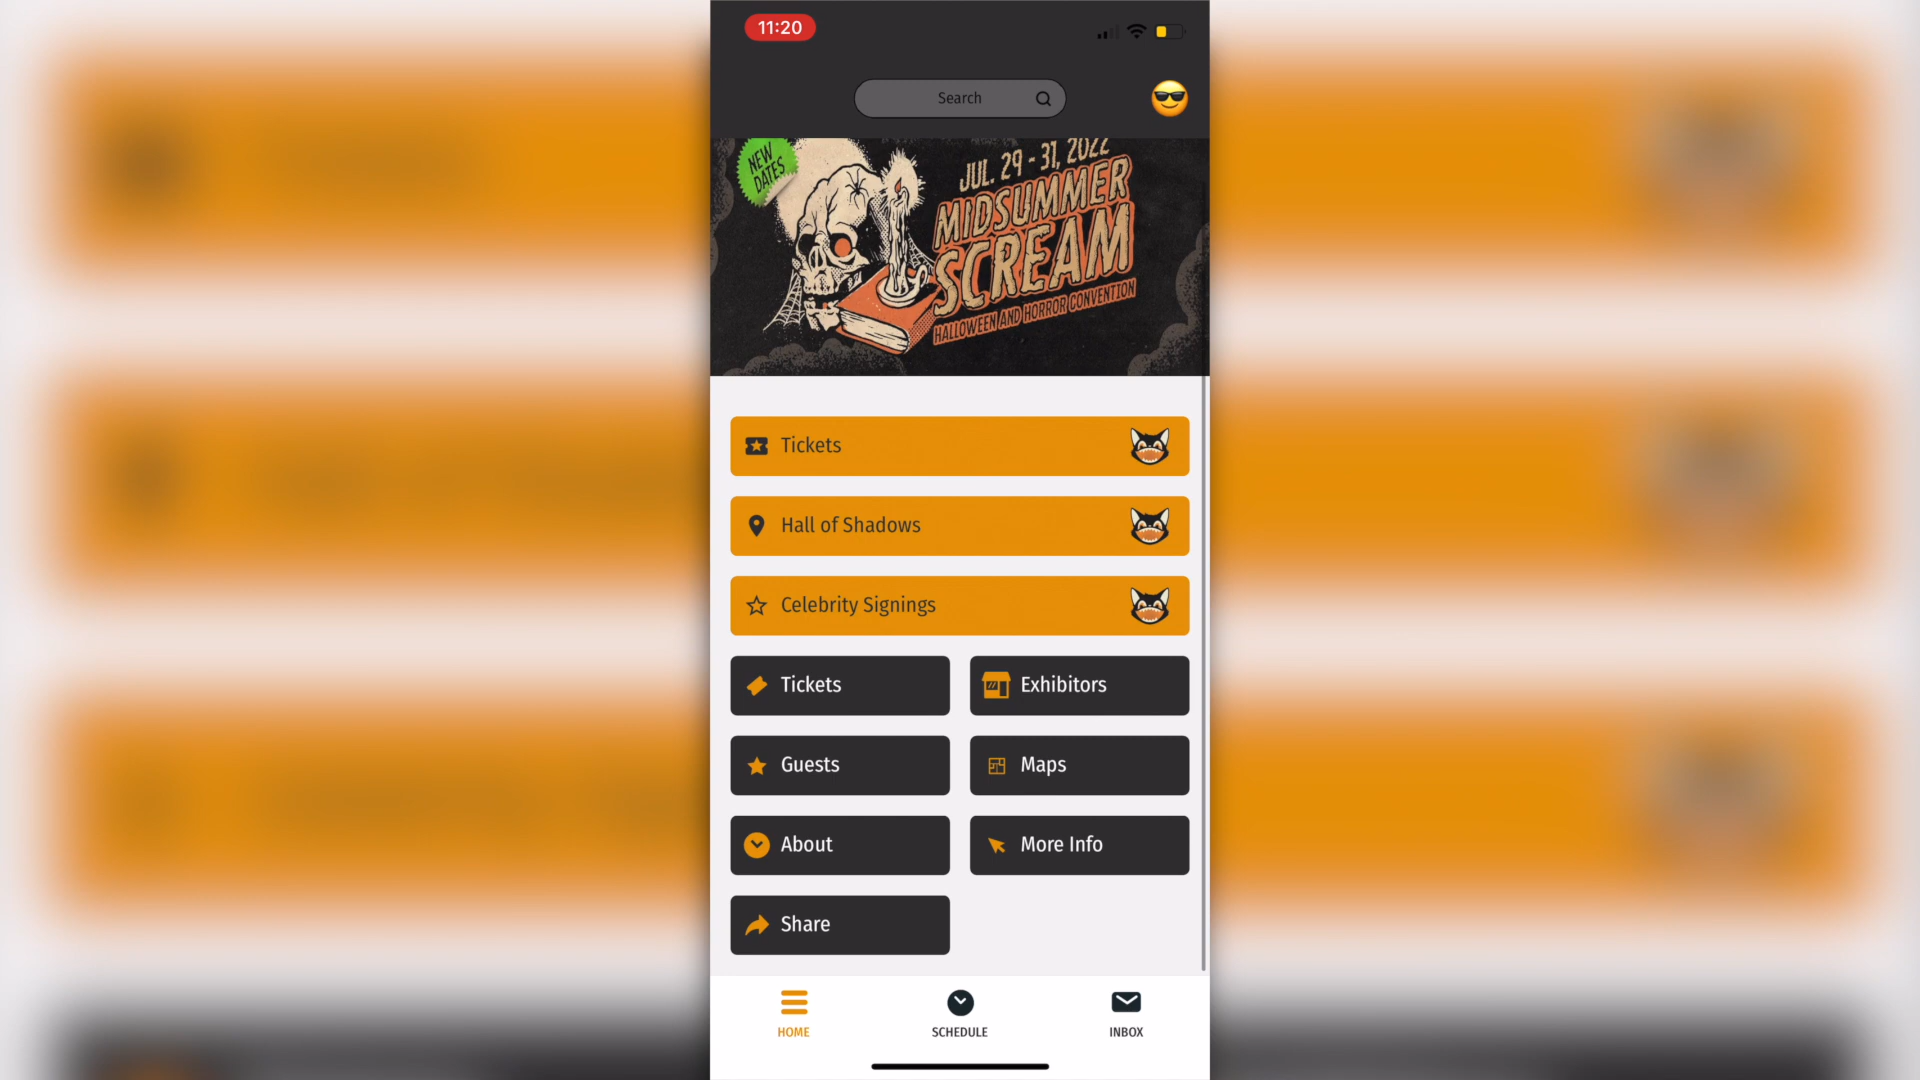 11:20
Search
NEW
DATES
JUL. 29 - 31, 2022
MIDSUMMER
SCREAM
HALLOWEEN AND HORROR CONVENTION
Tickets
Hall of Shadows
Celebrity Signings
Tickets
Exhibitors
Guests
Maps
About
More Info
Share
HOME
SCHEDULE
INBOX